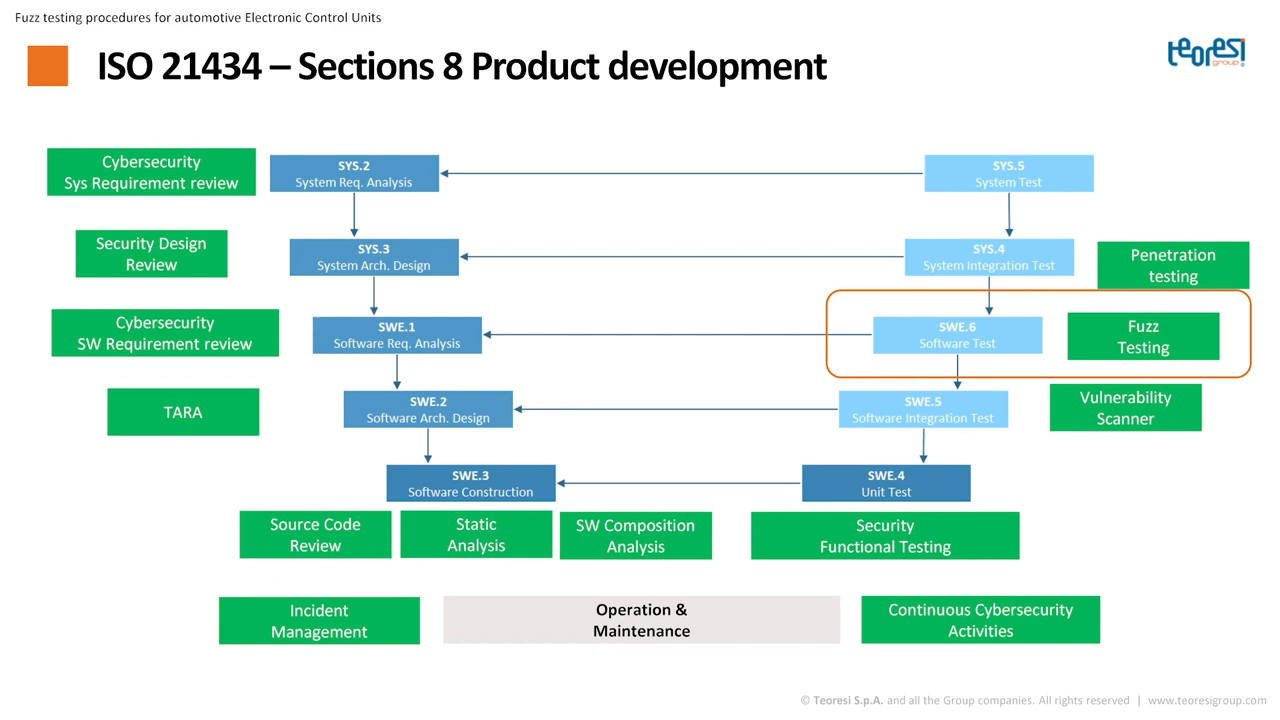 Fuzz testing procedures for automotive Electronic Control Units
ISO 21434 – Sections 8 Product development
teoresi
group
Cybersecurity
Sys Requirement review
SYS.2
System Req. Analysis
SYS.5
System Test
Security Design
Review
SYS.3
System Arch. Design
SYS.4
System Integration Test
Penetration
testing
Cybersecurity
SW Requirement review
SWE.1
Software Req. Analysis
SWE.6
Software Test
Fuzz
Testing
TARA
SWE.2
Software Arch. Design
SWE.5
Software Integration Test
Vulnerability
Scanner
SWE.3
Software Construction
SWE.4
Unit Test
Source Code
Review
Static
Analysis
SW Composition
Analysis
Security
Functional Testing
Incident
Management
Operation &
Maintenance
Continuous Cybersecurity
Activities
© Teoresi S.p.A. and all the Group companies. All rights reserved | www.teoresigroup.com